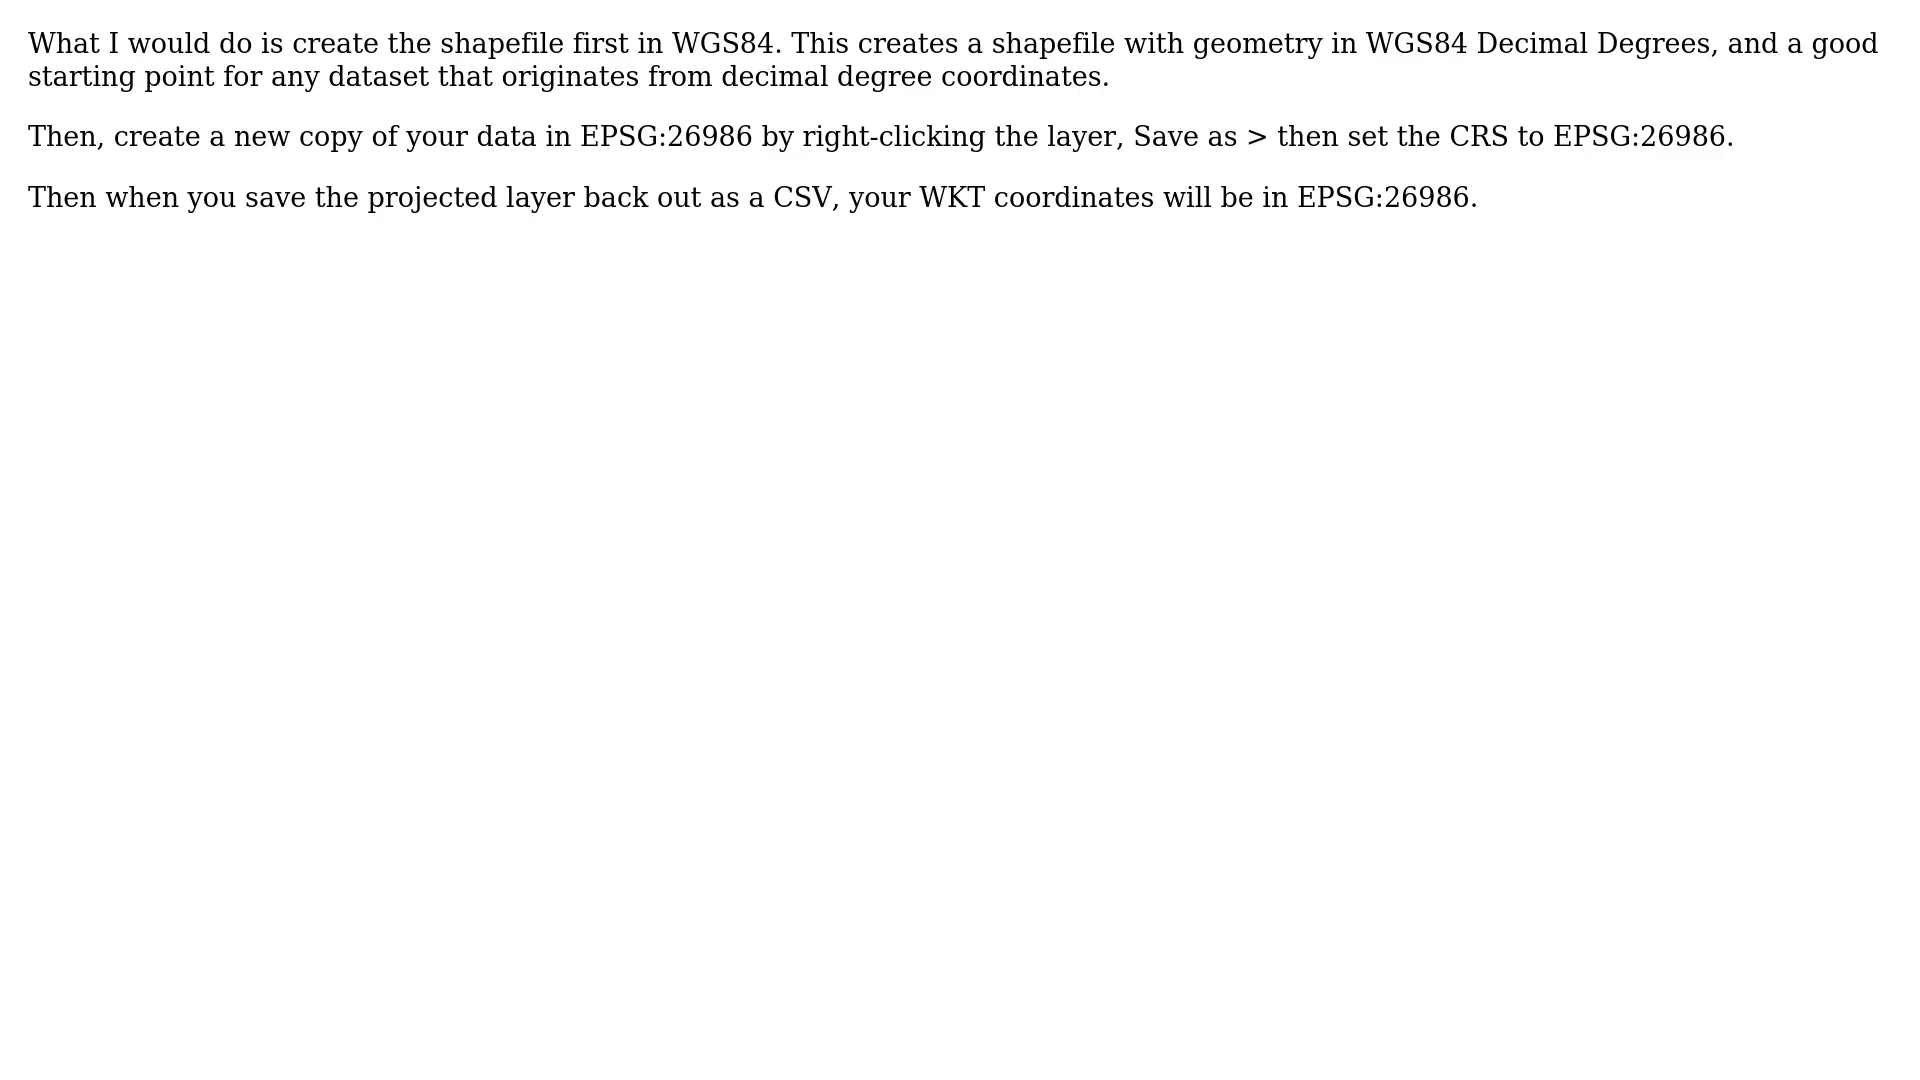 What I would do is create the shapefile first in WGS84. This creates a shapefile with geometry in WGS84 Decimal Degrees, and a good
starting point for any dataset that originates from decimal degree coordinates.
Then, create a new copy of your data in EPSG:26986 by right-clicking the layer, Save as > then set the CRS to EPSG:26986.
Then when you save the projected layer back out as a CSV, your WKT coordinates will be in EPSG:26986.